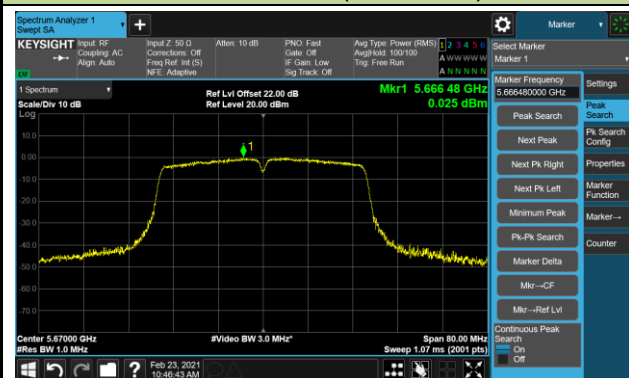 Spectrum Analyzer 1
Swept SA
+
Marker
KEYSIGHT
Input: RF
Coupling: AC
Align: Auto
Input Z: 50 Ω
Corrections: Off
Freq Ref: Int (S)
NFE: Adaptive
Atten: 10 dB
PNO: Fast
Gate: Off
IF Gain: Low
Sig Track: Off
Avg Type: Power (RMS)
Avg|Hold: 100/100
Trig: Free Run
1 2 3 4 5 6
A W W W W W
A N N N N N
Select Marker
Marker 1
1 Spectrum
Scale/Div 10 dB
Log
Ref Lvl Offset 22.00 dB
Ref Level 20.00 dBm
Mkr1 5.666 48 GHz
0.025 dBm
10.0
0.00
-10.0
-20.0
-30.0
-40.0
-50.0
-60.0
-70.0
1
Center 5.67000 GHz
#Res BW 1.0 MHz
#Video BW 3.0 MHz*
Span 80.00 MHz
Sweep 1.07 ms (2001 pts)
Marker Frequency
5.666480000 GHz
Peak Search
Next Peak
Next Pk Right
Next Pk Left
Minimum Peak
Pk-Pk Search
Marker Delta
Mkr→CF
Mkr→Ref Lvl
Continuous Peak
Search
On
Off
Settings
Peak
Search
Pk Search
Config
Properties
Marker
Function
Marker→
Counter
?
Feb 23, 2021
10:46:43 AM